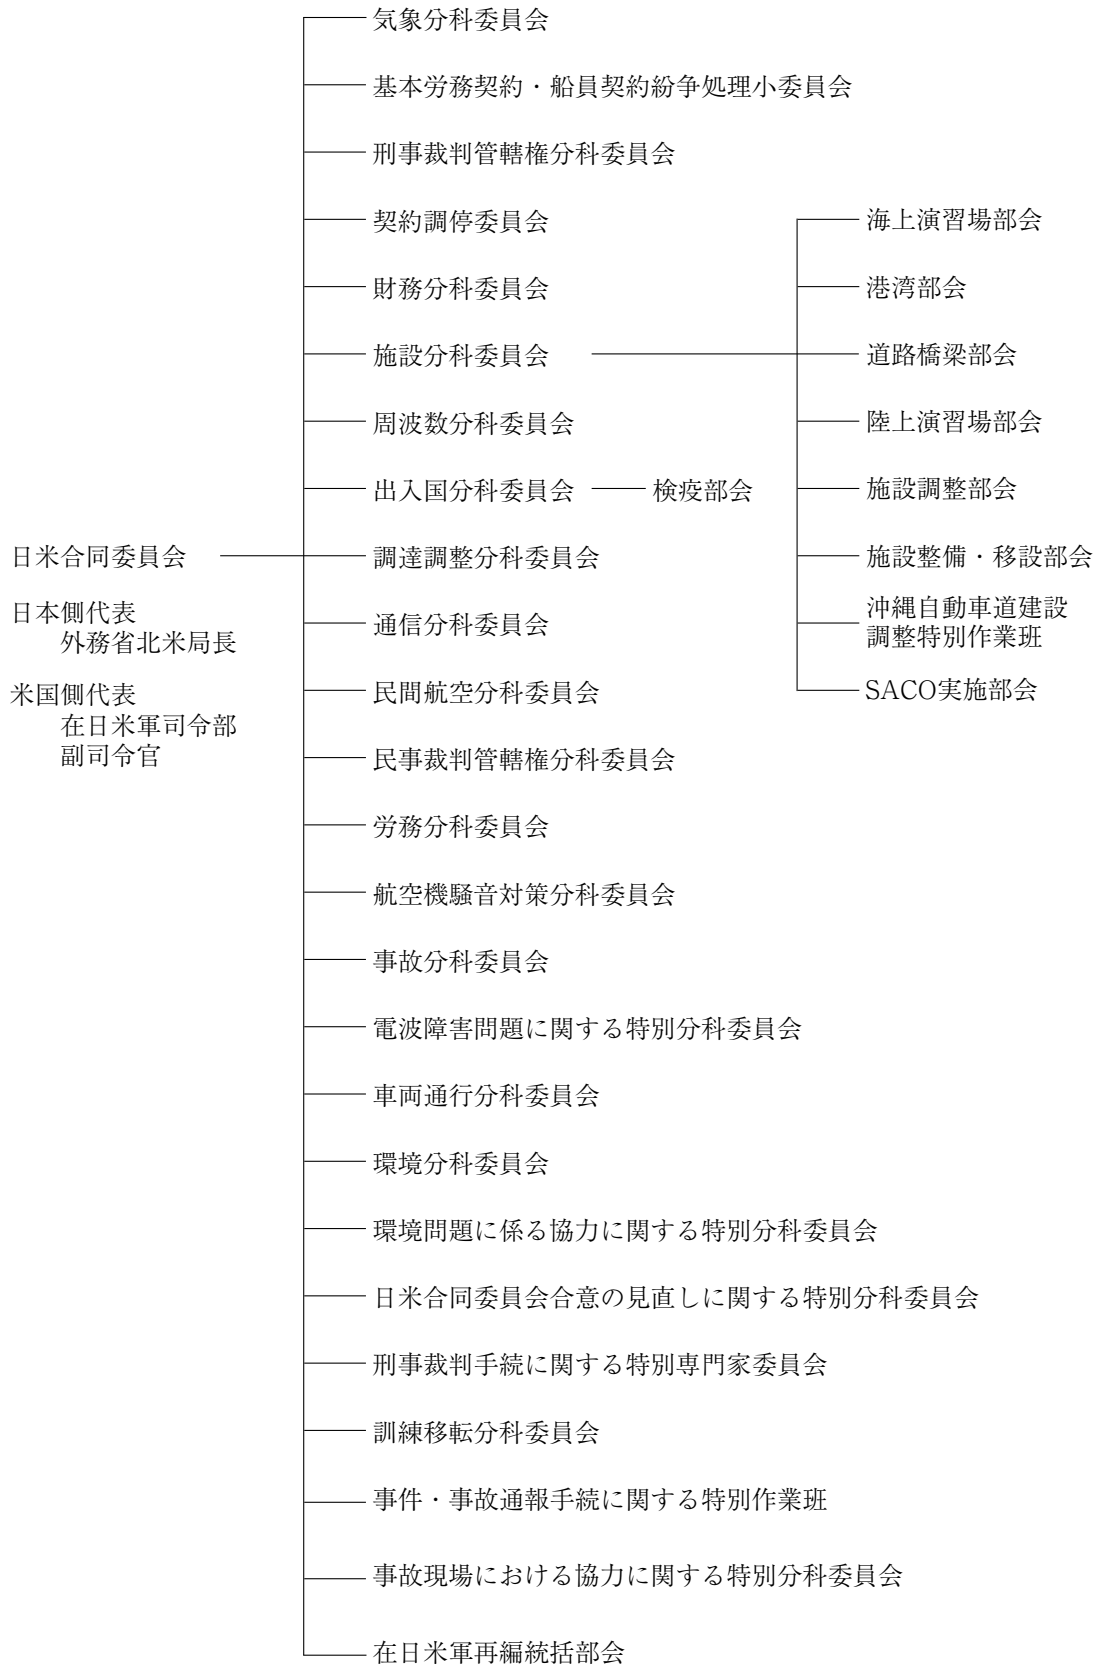 日米合同委員会
日本側代表
外務省北米局長
米国側代表
在日米軍司令部
副司令官
気象分科委員会
基本労務契約・船員契約紛争処理小委員会
刑事裁判管轄権分科委員会
契約調停委員会
財務分科委員会
施設分科委員会
周波数分科委員会
出入国分科委員会
検疫部会
調達調整分科委員会
通信分科委員会
民間航空分科委員会
民事裁判管轄権分科委員会
労務分科委員会
航空機騒音対策分科委員会
事故分科委員会
電波障害問題に関する特別分科委員会
車両通行分科委員会
環境分科委員会
環境問題に係る協力に関する特別分科委員会
日米合同委員会合意の見直しに関する特別分科委員会
刑事裁判手続に関する特別専門家委員会
訓練移転分科委員会
事件・事故通報手続に関する特別作業班
事故現場における協力に関する特別分科委員会
在日米軍再編統括部会
海上演習場部会
港湾部会
道路橋梁部会
陸上演習場部会
施設調整部会
施設整備・移設部会
沖縄自動車道建設
調整特別作業班
SACO実施部会